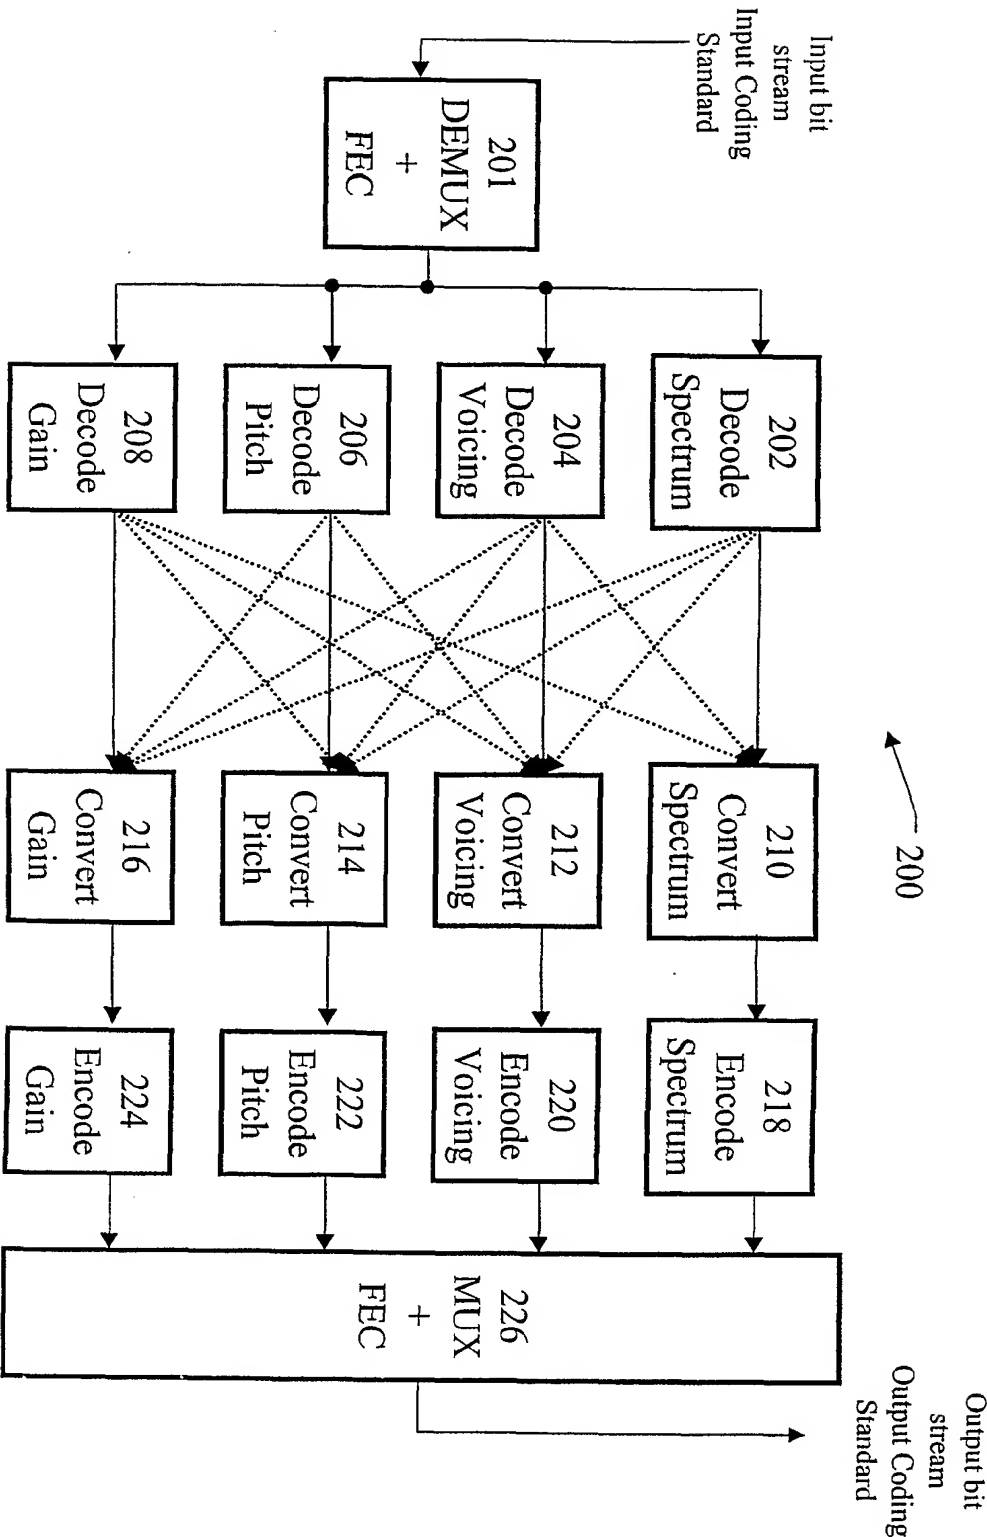 Input bit
stream
Input Coding
Standard
201
DEMUX
+
FEC
202
Decode
Spectrum
204
Decode
Voicing
206
Decode
Pitch
208
Decode
Gain
200
210
Convert
Spectrum
212
Convert
Voicing
214
Convert
Pitch
216
Convert
Gain
218
Encode
Spectrum
220
Encode
Voicing
222
Encode
Pitch
224
Encode
Gain
226
MUX
+
FEC
Output bit
stream
Output Coding
Standard